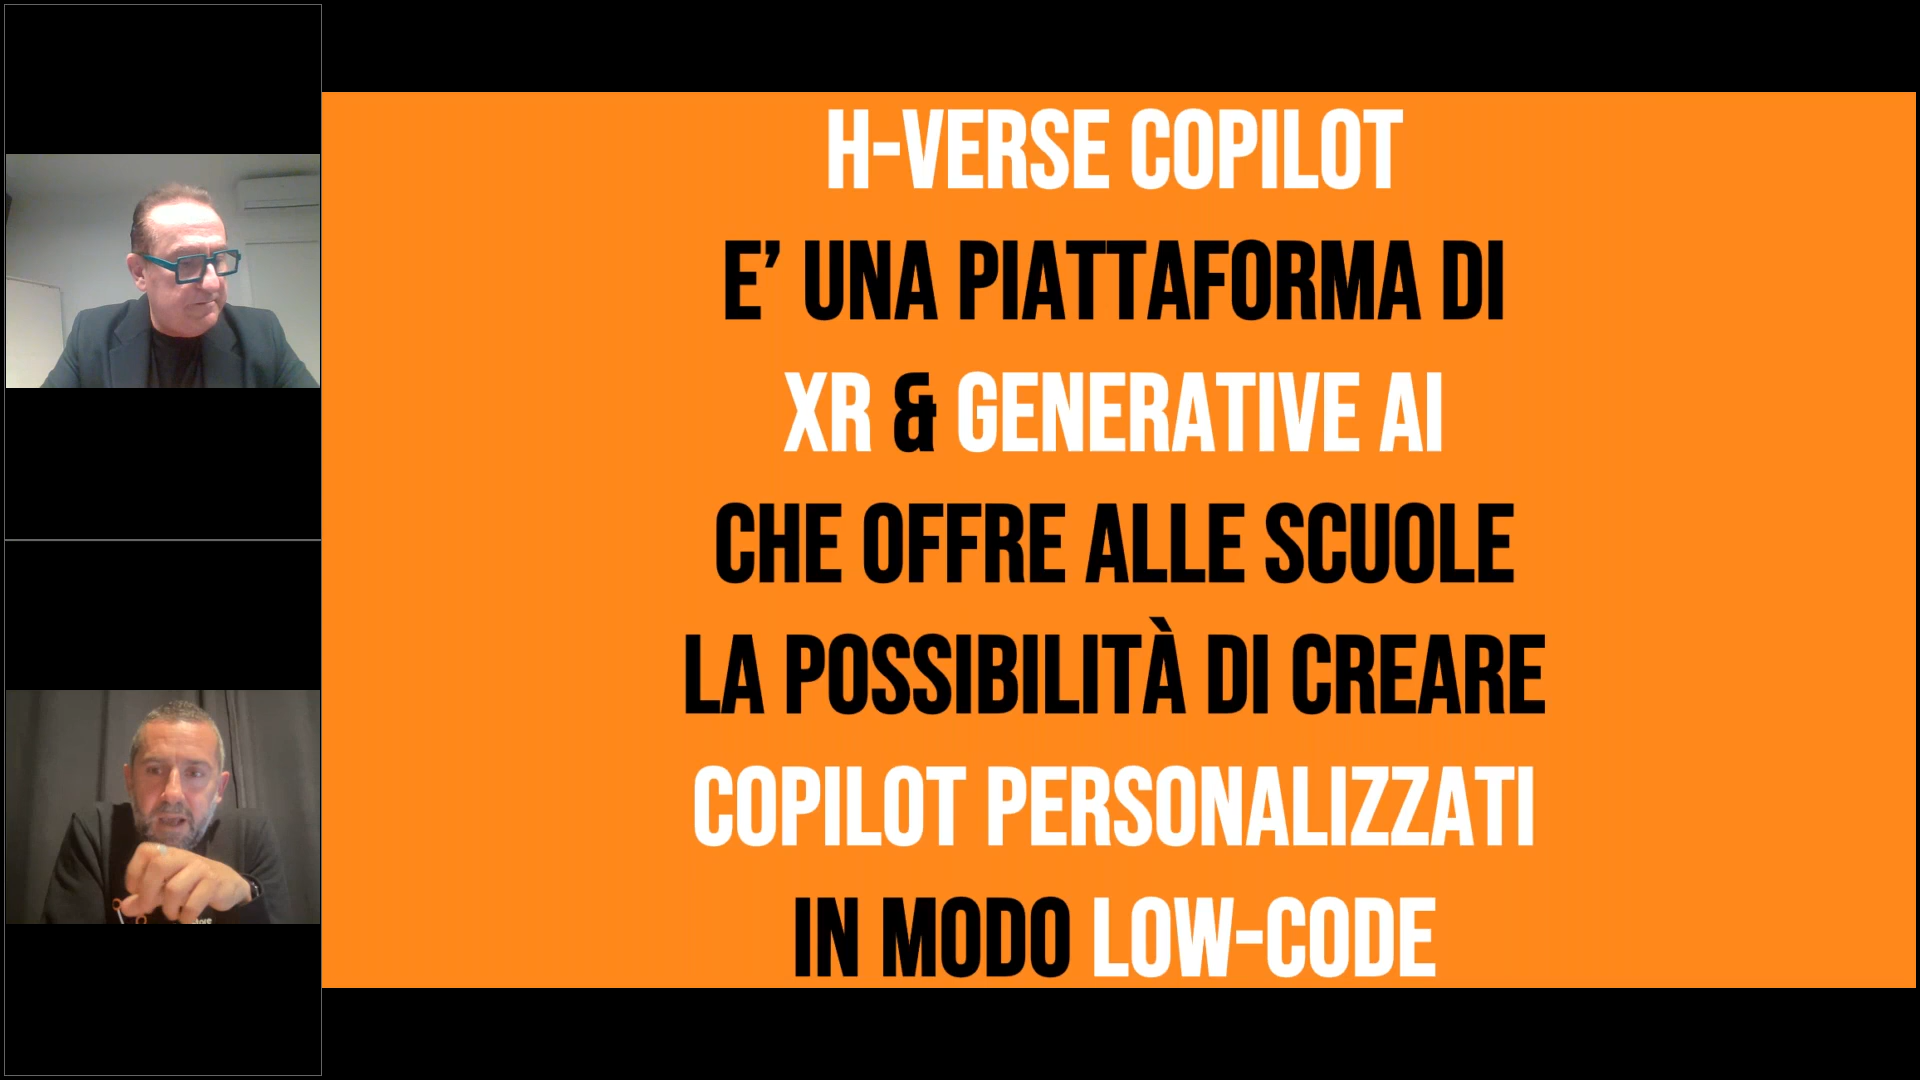 H-VERSE COPILOT
E’ UNA PIATTAFORMA DI
XR & GENERATIVE AI
CHE OFFRE ALLE SCUOLE
LA POSSIBILITÀ DI CREARE
COPILOT PERSONALIZZATI
IN MODO LOW-CODE